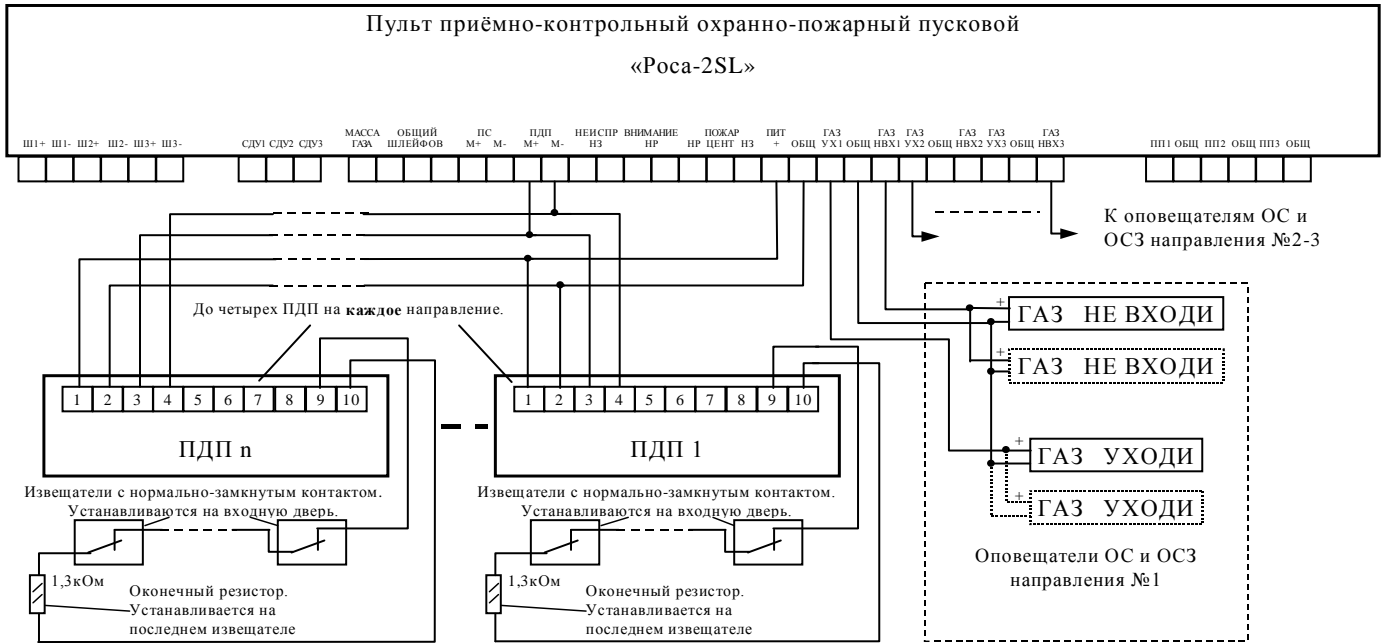 Пульт приёмно-контрольный охранно-пожарный пусковой
«Роса-2SL»
Ш1+ Ш1- Ш2+ Ш2- Ш3+ Ш3-
СДУ1 СДУ2 СДУ3
МАССА ГАЗА
ОБЩИЙ ШЛЕЙФОВ
ПС М+ М-
ПДП М+ М-
НЕИСПР НЗ
ВНИМАНИЕ НР
ПОЖАР НР ЦЕНТ НЗ
ПИТ +
ОБЩ
ГАЗ УХ1
ОБЩ
ГАЗ НВХ1
ГАЗ УХ2
ОБЩ
ГАЗ НВХ2
ГАЗ УХ3
ОБЩ
ГАЗ НВХ3
ПП1 ОБЩ ПП2 ОБЩ ПП3 ОБЩ
К оповещателям ОС и
ОСЗ направления №2-3
До четырех ПДП на каждое направление.
+ ГАЗ НЕ ВХОДИ
+ ГАЗ НЕ ВХОДИ
+ ГАЗ УХОДИ
+ ГАЗ УХОДИ
Оповещатели ОС и ОСЗ
направления №1
1 2 3 4 5 6 7 8 9 10
ПДП n
Извещатели с нормально-замкнутым контактом.
Устанавливаются на входную дверь.
1,3кОм
Оконечный резистор.
Устанавливается на
последнем извещателе
1 2 3 4 5 6 7 8 9 10
ПДП 1
Извещатели с нормально-замкнутым контактом.
Устанавливаются на входную дверь.
1,3кОм
Оконечный резистор.
Устанавливается на
последнем извещателе